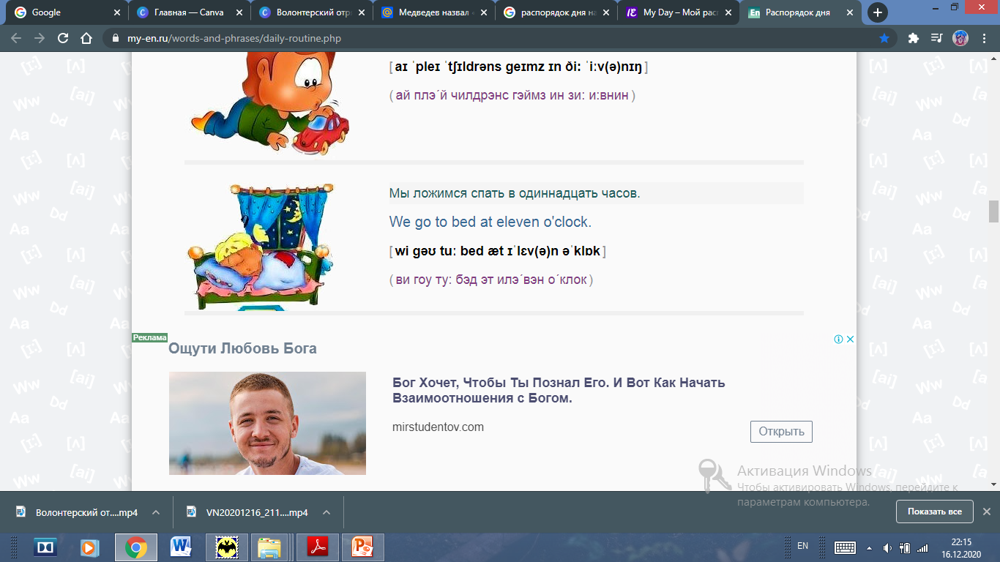 Google
Главная — Canva
Волонтерский отр
Медведев назвал
распорядок дня на
My Day – Мой рас
Распорядок дня
my-en.ru/words-and-phrases/daily-routine.php
[ aɪ ˈpleɪ ˈʧɪldrəns geɪmz ɪn ðiː ˈiːv(ə)nɪŋ ]
( ай плэ´й чилдрэнс гэймз ин зи: и:внин )
Мы ложимся спать в одиннадцать часов.
We go to bed at eleven o'clock.
[ wi gəʊ tuː bed æt ɪˈlɛv(ə)n əˈklɒk ]
( ви гоу ту: бэд эт илэ´вэн о´клок )
Реклама
Ощути Любовь Бога
Бог Хочет, Чтобы Ты Познал Его. И Вот Как Начать
Взаимоотношения с Богом.
mirstudentov.com
Открыть
Активация Windows
Чтобы активировать Windows, перейдите к
параметрам компьютера.
Волонтерский от....mp4
VN20201216_211....mp4
Показать все
EN
22:15
16.12.2020